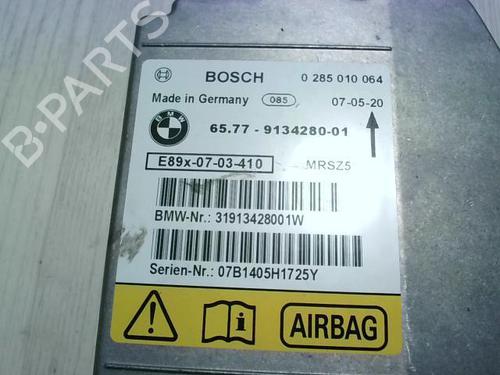 B-PARTS
BOSCH 0 285 010 064
Made in Germany 085 07-05-20
BMW 65.77 - 9134280-01
E89x-07-03-410 MRSZ5
BMW-Nr.: 31913428001W
Serien-Nr.: 07B1405H1725Y
AIRBAG